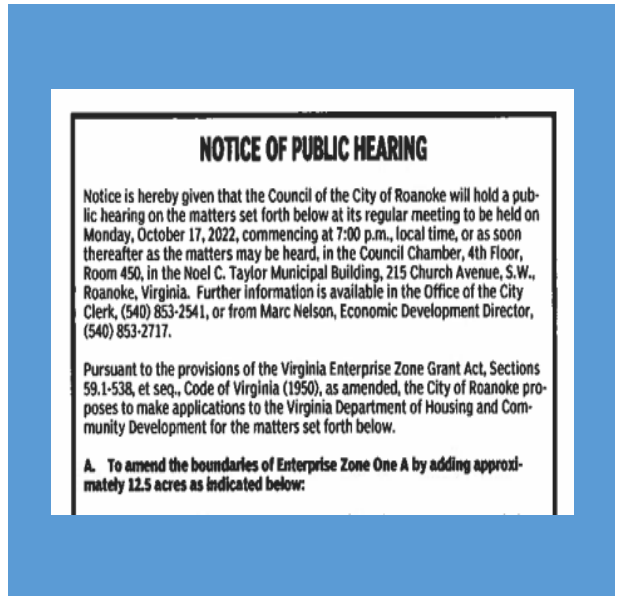 NOTICE OF PUBLIC HEARING
Notice is hereby given that the Council of the City of Roanoke will hold a pub-
lic hearing on the matters set forth below at its regular meeting to be held on
Monday, October 17, 2022, commencing at 7:00 p.m., local time, or as soon
thereafter as the matters may be heard, in the Council Chamber, 4th Floor,
Room 450, in the Noel C. Taylor Municipal Building, 215 Church Avenue, S.W.,
Roanoke, Virginia. Further information is available in the Office of the City
Clerk, (540) 853-2541, or from Marc Nelson, Economic Development Director,
(540) 853-2717.
Pursuant to the provisions of the Virginia Enterprise Zone Grant Act, Sections
59.1-538, et seq., Code of Virginia (1950), as amended, the City of Roanoke pro-
poses to make applications to the Virginia Department of Housing and Com-
munity Development for the matters set forth below.
A. To amend the boundaries of Enterprise Zone One A by adding approxi-
mately 12.5 acres as indicated below: